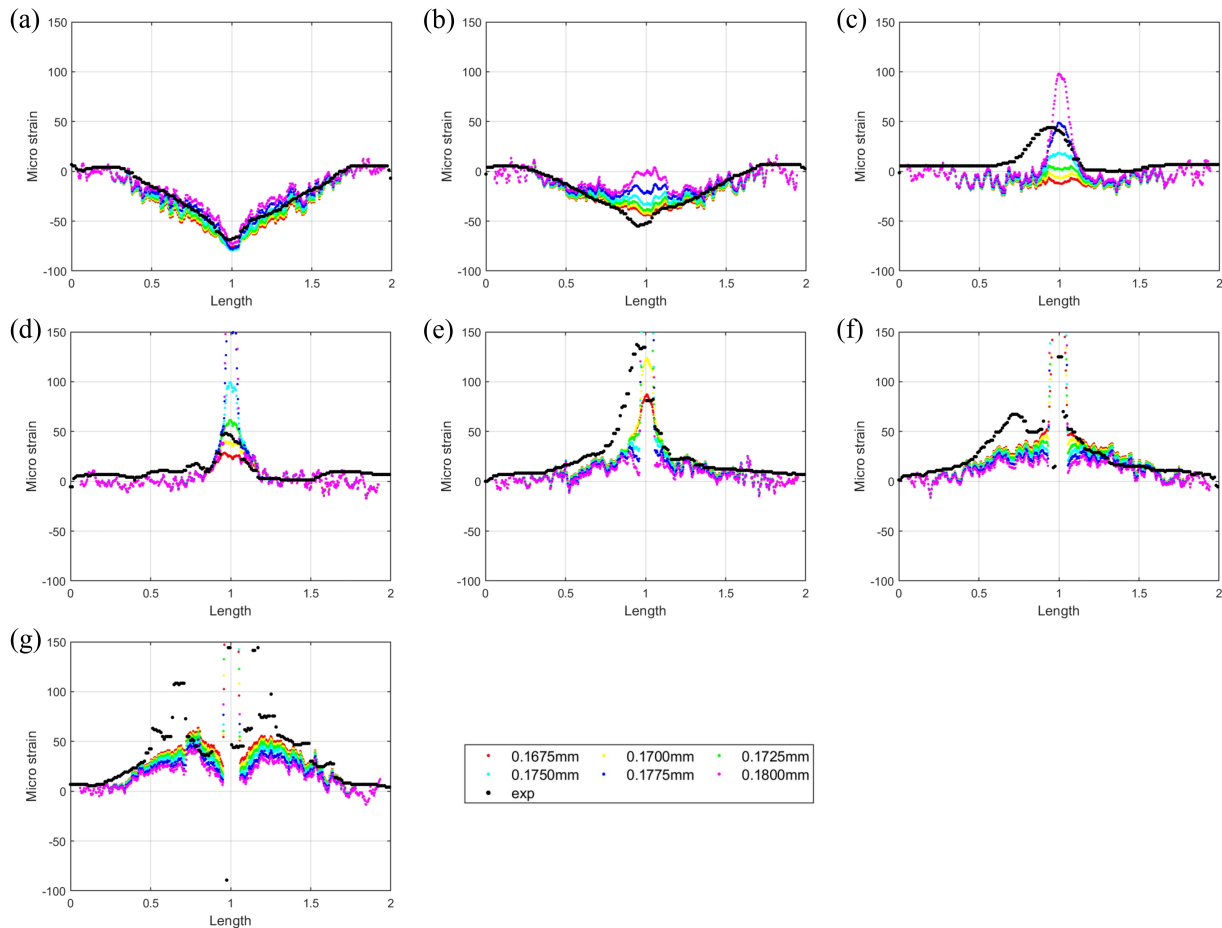 (a) (b) (c)
150 150 150
100 100 100
50 50 50
0 0 0
-50 -50 -50
-100 -100 -100
0 0.5 1 1.5 2 0 0.5 1 1.5 2 0 0.5 1 1.5 2
Micro strain Micro strain Micro strain
Length Length Length
(d) (e) (f)
150 150 150
100 100 100
50 50 50
0 0 0
-50 -50 -50
-100 -100 -100
0 0.5 1 1.5 2 0 0.5 1 1.5 2 0 0.5 1 1.5 2
Micro strain Micro strain Micro strain
Length Length Length
(g)
150
100
50
0
-50
-100
0 0.5 1 1.5 2
Micro strain
Length
0.1675mm 0.1700mm 0.1725mm
0.1750mm 0.1775mm 0.1800mm
exp